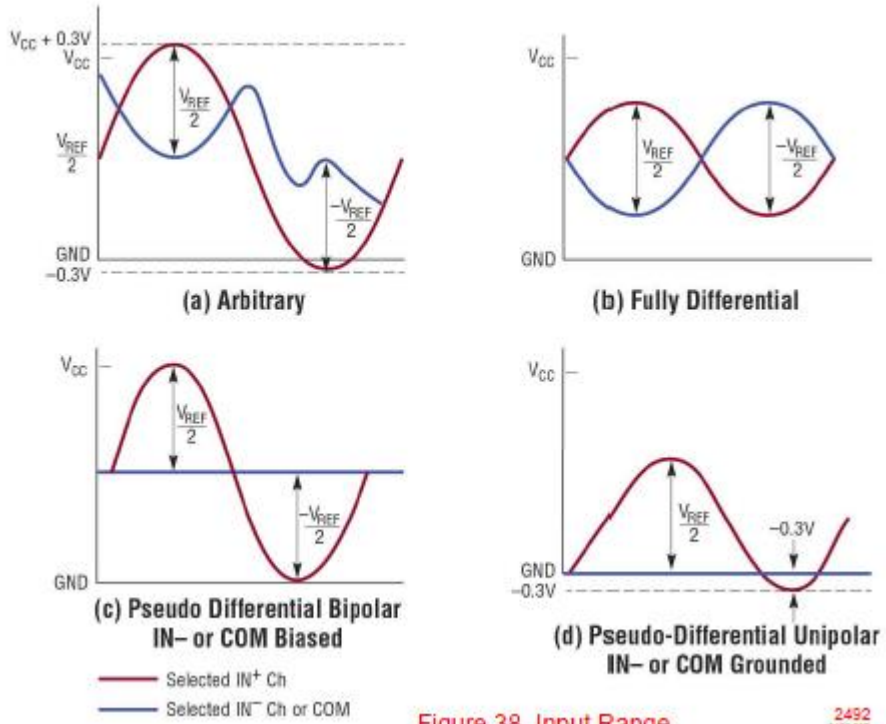 VCC + 0.3V
VCC
VREF
2
VREF
2
-VREF
2
GND
-0.3V
(a) Arbitrary
VCC
VREF
2
-VREF
2
GND
(b) Fully Differential
VCC
VREF
2
-VREF
2
GND
(c) Pseudo Differential Bipolar
IN– or COM Biased
VCC
VREF
2
-0.3V
GND
-0.3V
(d) Pseudo-Differential Unipolar
IN– or COM Grounded
Selected IN+ Ch
Selected IN– Ch or COM
Figure 38. Input Range
2492